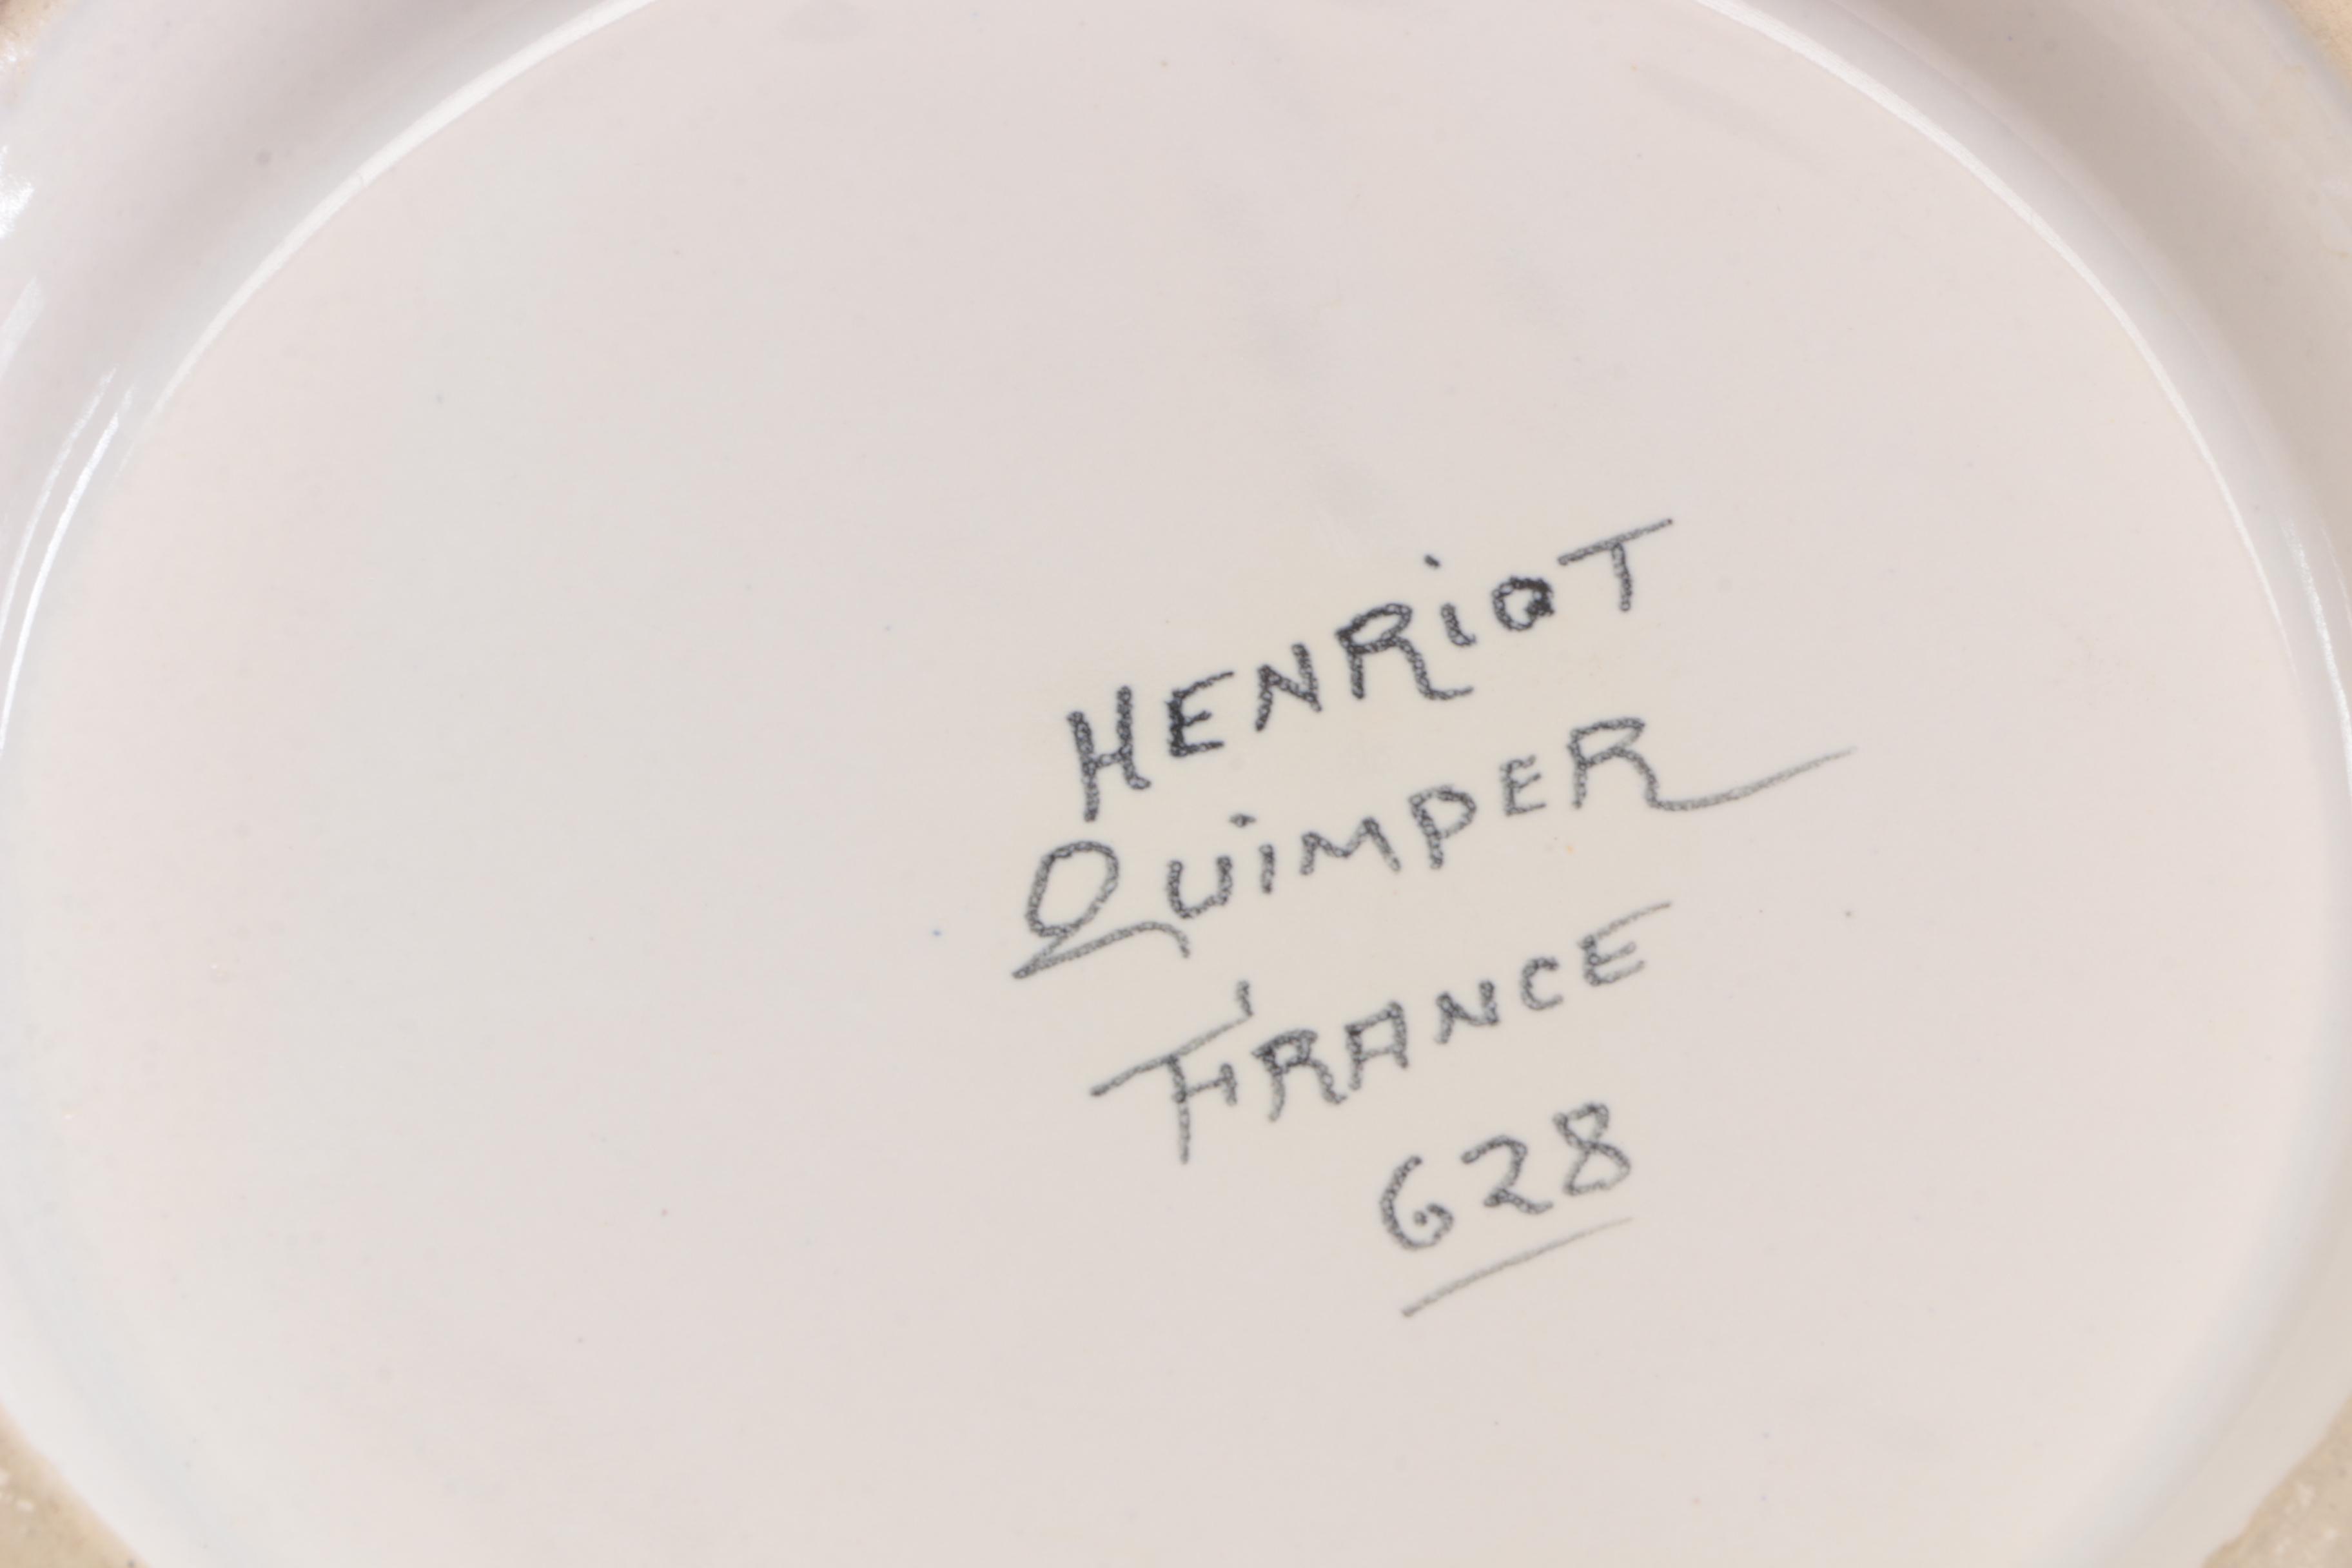 HENRiOT
QUiMPER
FRANCE
628